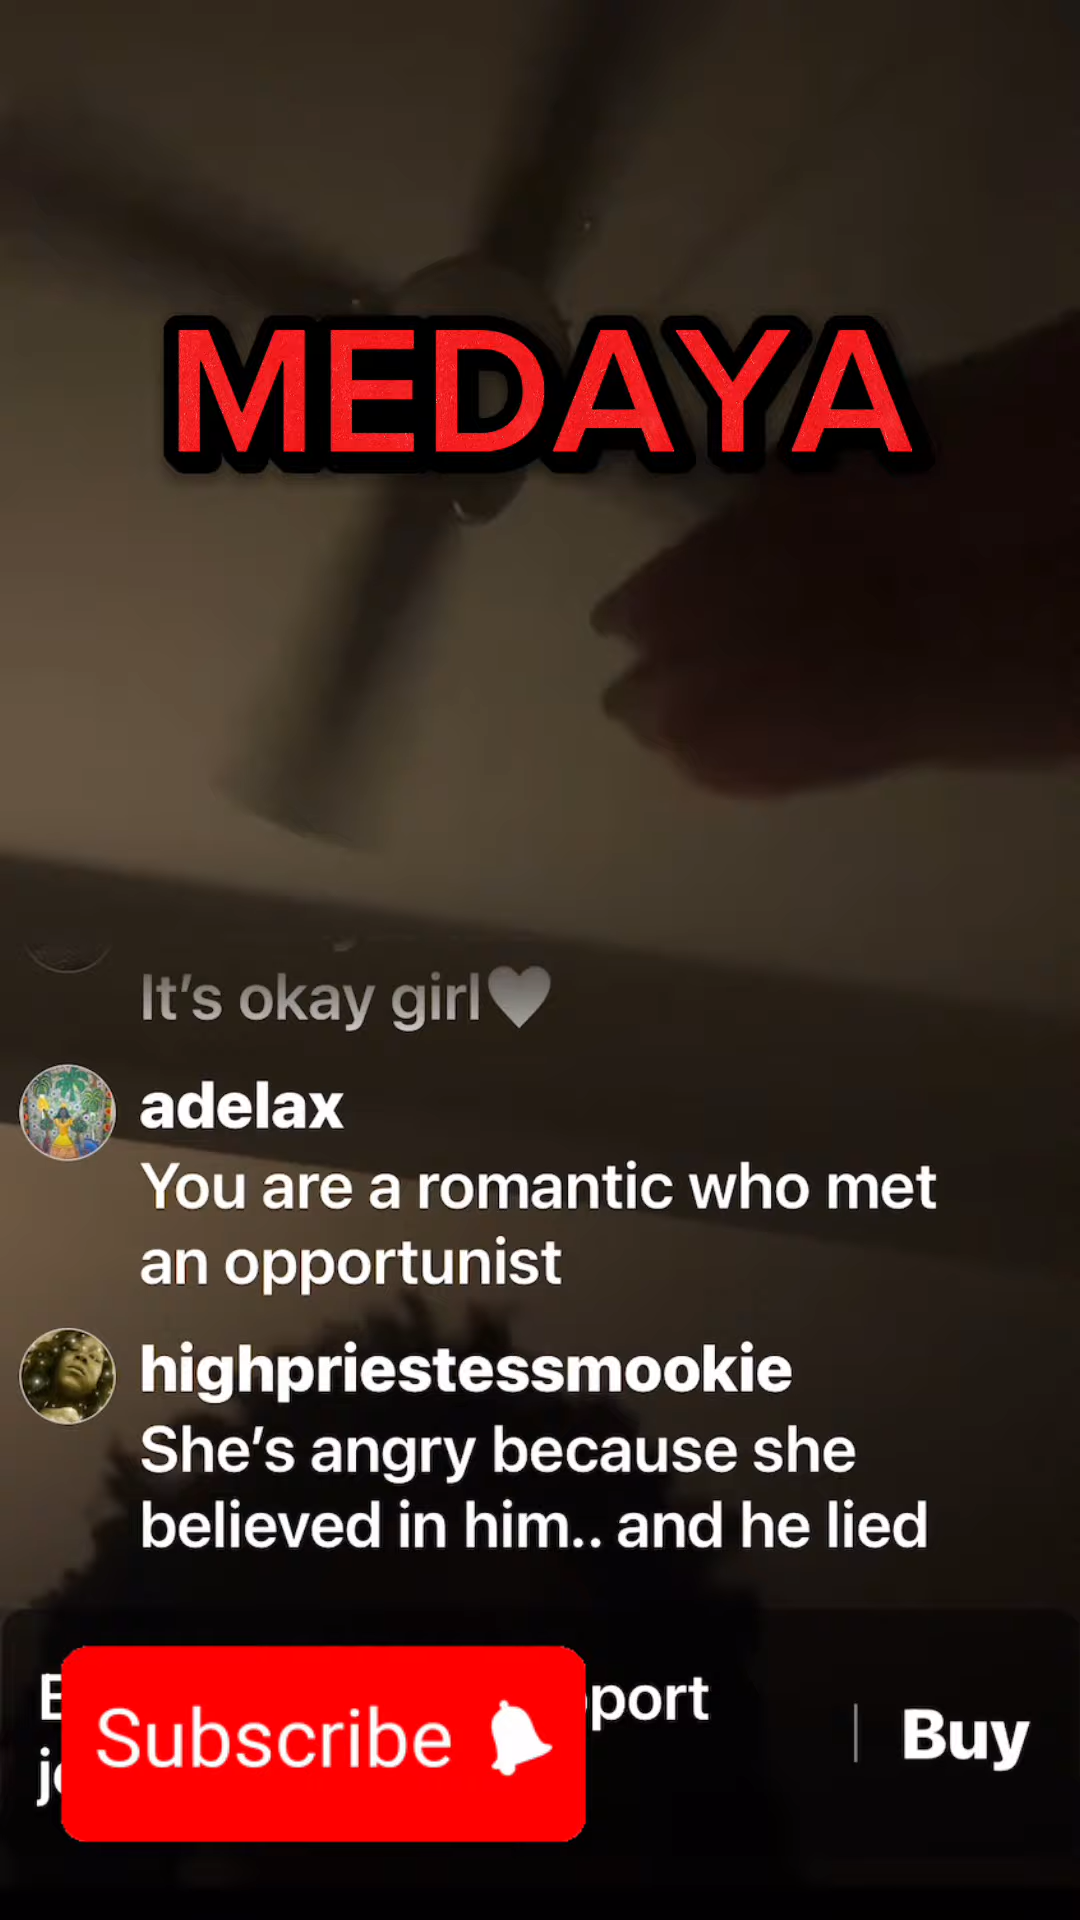 MEDAYA
It's okay girl🤍
adelax
You are a romantic who met
an opportunist
highpriestessmookie
She's angry because she
believed in him.. and he lied
Subscribe
Buy